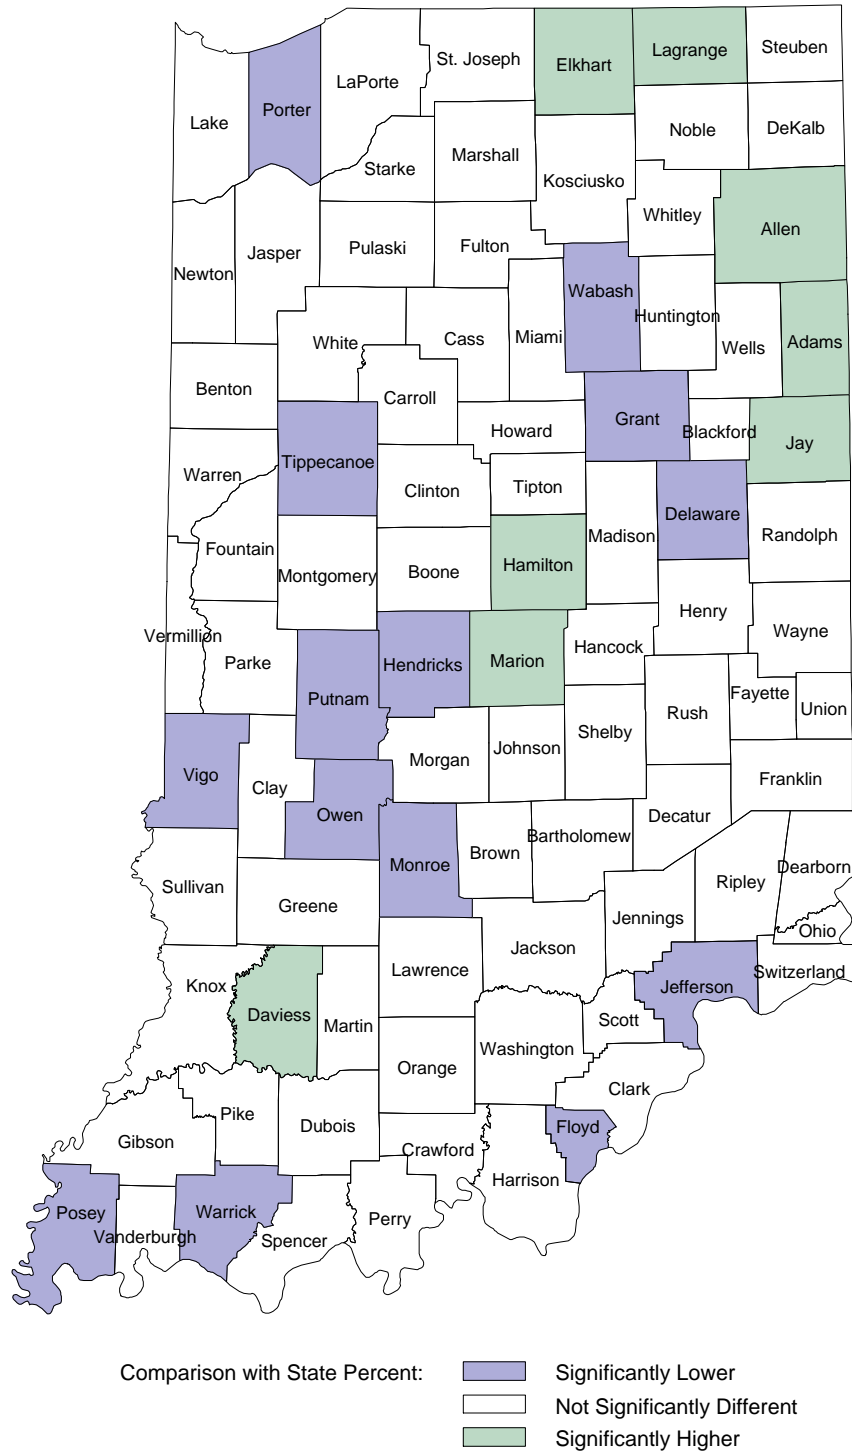 St. Joseph
Elkhart
Lagrange
Steuben
LaPorte
Porter
Lake
Noble
DeKalb
Marshall
Starke
Kosciusko
Whitley
Allen
Jasper
Pulaski
Fulton
Newton
Wabash
Huntington
White
Cass
Miami
Wells
Adams
Benton
Carroll
Howard
Grant
Blackford
Jay
Tippecanoe
Warren
Clinton
Tipton
Delaware
Madison
Randolph
Fountain
Montgomery
Boone
Hamilton
Henry
Vermillion
Parke
Hendricks
Marion
Hancock
Wayne
Putnam
Fayette
Union
Rush
Shelby
Johnson
Morgan
Vigo
Clay
Franklin
Owen
Decatur
Bartholomew
Brown
Monroe
Dearborn
Ripley
Sullivan
Greene
Jennings
Ohio
Jackson
Lawrence
Switzerland
Knox
Jefferson
Daviess
Martin
Scott
Washington
Orange
Clark
Pike
Dubois
Floyd
Gibson
Crawford
Harrison
Posey
Warrick
Perry
Vanderburgh
Spencer
Comparison with State Percent:
Significantly Lower
Not Significantly Different
Significantly Higher